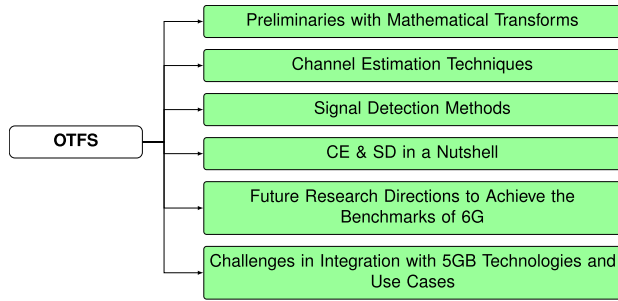 Preliminaries with Mathematical Transforms
Channel Estimation Techniques
Signal Detection Methods
OTFS
CE & SD in a Nutshell
Future Research Directions to Achieve the
Benchmarks of 6G
Challenges in Integration with 5GB Technologies and
Use Cases